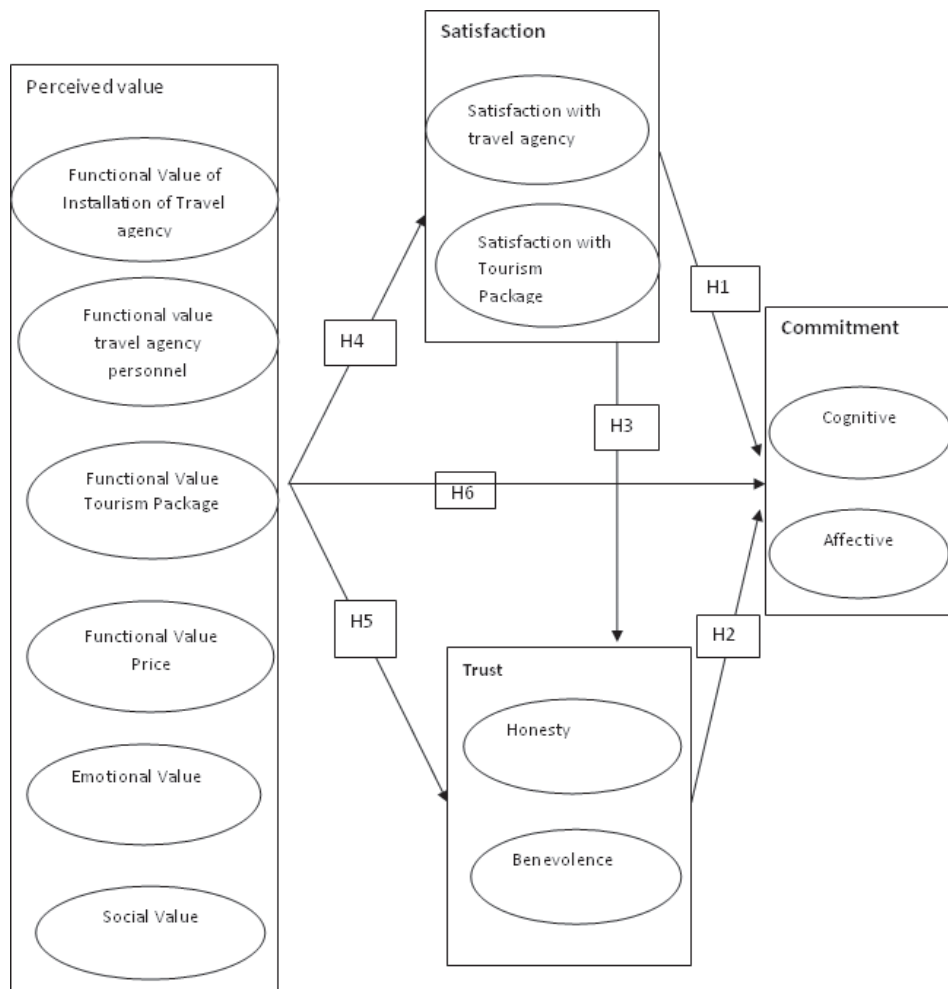 Perceived value
Functional Value of
Installation of Travel
agency
Functional value
travel agency
personnel
Functional Value
Tourism Package
Functional Value
Price
Emotional Value
Social Value
H4
H5
Satisfaction
Satisfaction with
travel agency
Satisfaction with
Tourism
Package
H3
H6
Trust
Honesty
Benevolence
H1
H2
Commitment
Cognitive
Affective